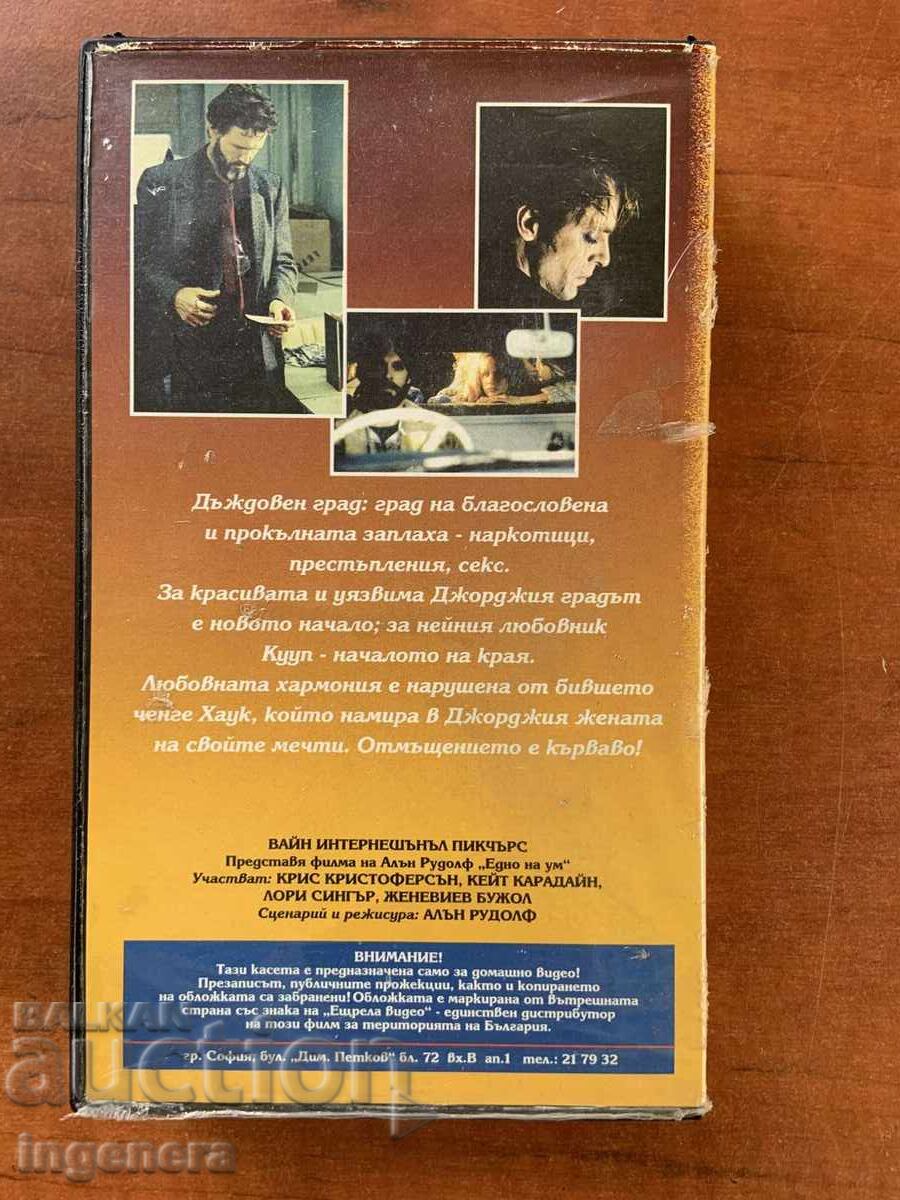 Дъждовен град: град на благословена
и прокълната заплаха - наркотици,
престъпления, секс.
За красивата и уязвима Джорджия градът
е новото начало; за нейния любовник
Кууп - началото на края.
Любовната хармония е нарушена от бившето
ченге Хаук, който намира в Джорджия жената
на свойте мечти. Отмъщението е кърваво!
ВАЙН ИНТЕРНЕШЪНЪЛ ПИКЧЪРС
Представя филма на Алън Рудолф „Едно на ум“
Участват: КРИС КРИСТОФЕРСЪН, КЕЙТ КАРАДАЙН,
ЛОРИ СИНГЪР, ЖЕНЕВИЕВ БУЖОЛ
Сценарий и режисура: АЛЪН РУДОЛФ
ВНИМАНИЕ!
Тази касета е предназначена само за домашно видео!
Презаписът, публичните прожекции, както и копирането
на обложката са забранени! Обложката е маркирана от вътрешната
страна със знака на „Ещрела видео“ - единствен дистрибутор
на този филм за територията на България.
гр. София, бул. „Дим. Петков“ бл. 72 вх.В ап.1 тел.: 21 79 32
BALKAN
auction
ingenera